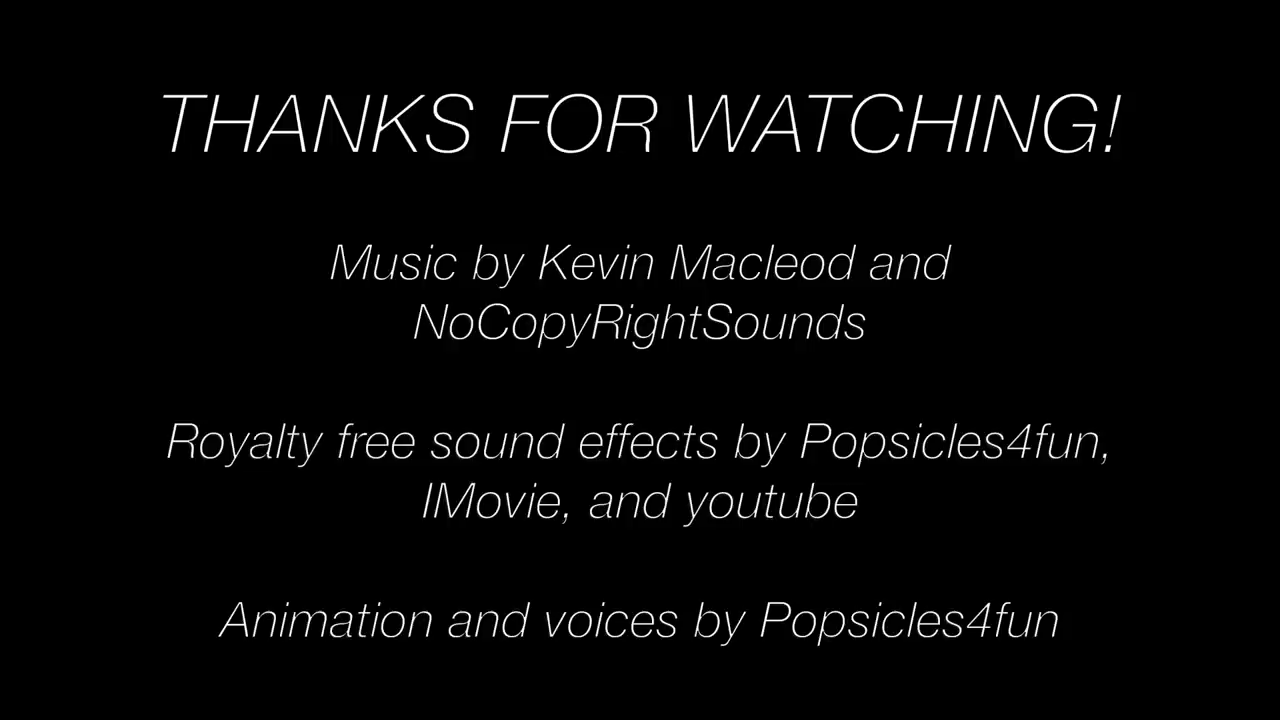 THANKS FOR WATCHING!
Music by Kevin Macleod and
NoCopyRightSounds
Royalty free sound effects by Popsicles4fun,
IMovie, and youtube
Animation and voices by Popsicles4fun